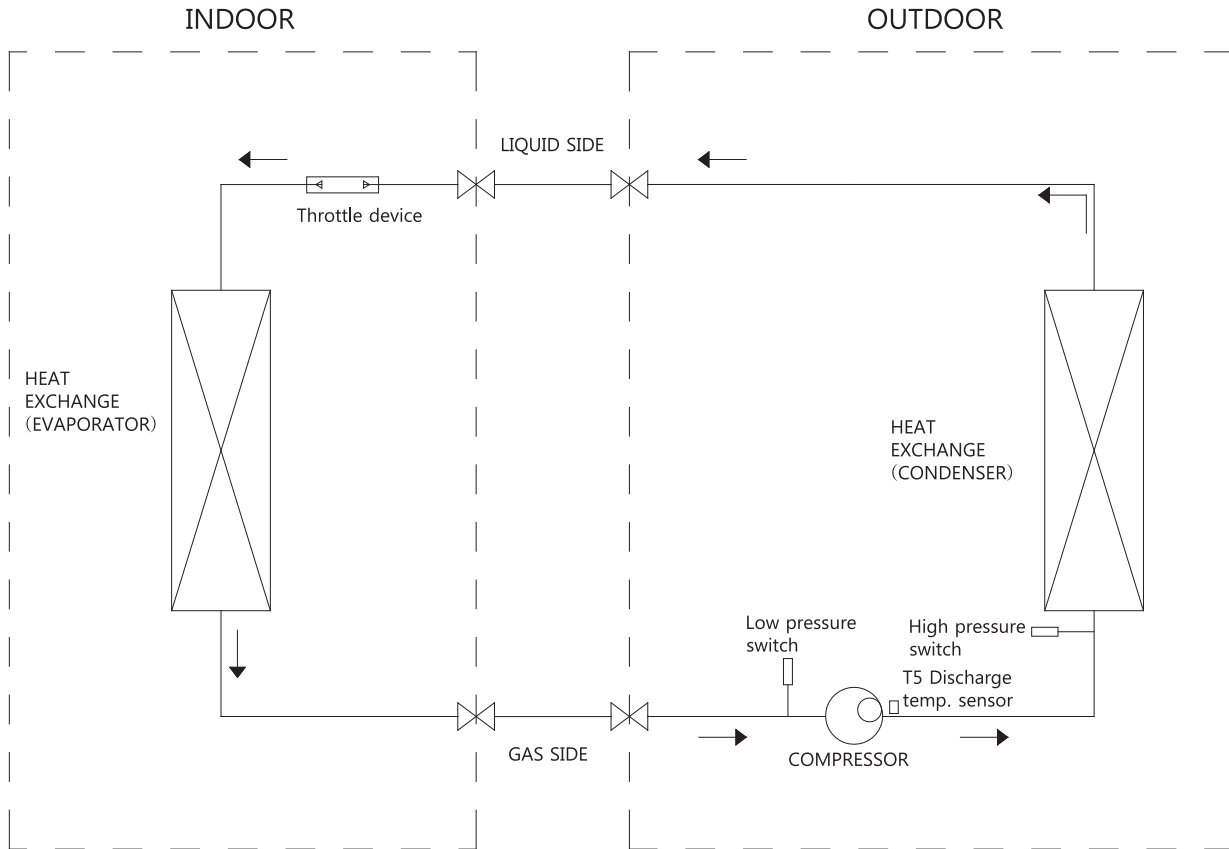 INDOOR
OUTDOOR
LIQUID SIDE
Throttle device
HEAT
EXCHANGE
(EVAPORATOR)
HEAT
EXCHANGE
(CONDENSER)
Low pressure
switch
High pressure
switch
T5 Discharge
temp. sensor
GAS SIDE
COMPRESSOR